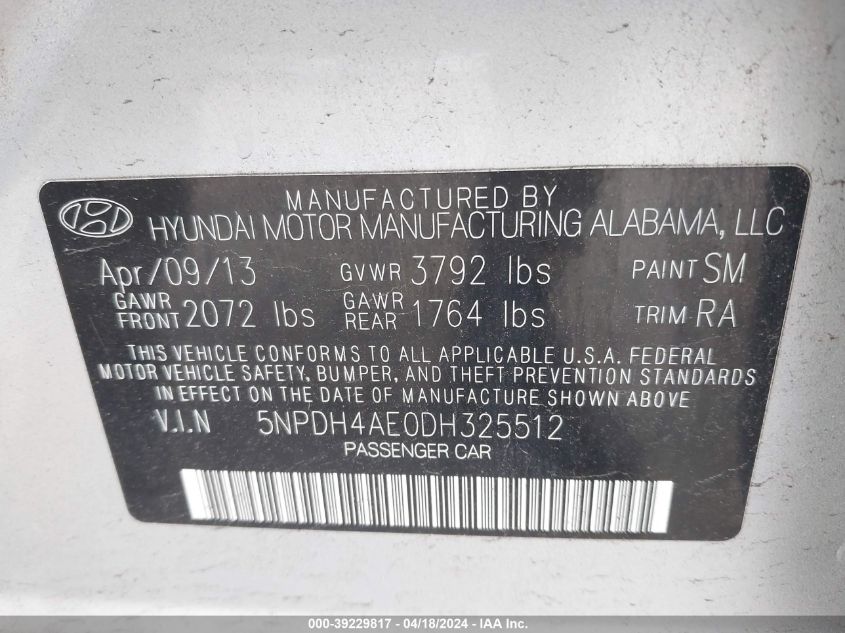 MANUFACTURED BY
HYUNDAI MOTOR MANUFACTURING ALABAMA, LLC
Apr/09/13 GVWR 3792 lbs PAINT SM
GAWR FRONT 2072 lbs GAWR REAR 1764 lbs TRIM RA
THIS VEHICLE CONFORMS TO ALL APPLICABLE U.S.A. FEDERAL
MOTOR VEHICLE SAFETY, BUMPER, AND THEFT PREVENTION STANDARDS
IN EFFECT ON THE DATE OF MANUFACTURE SHOWN ABOVE
V.I.N 5NPDH4AE0DH325512
PASSENGER CAR
000-39229817 - 04/18/2024 - IAA Inc.